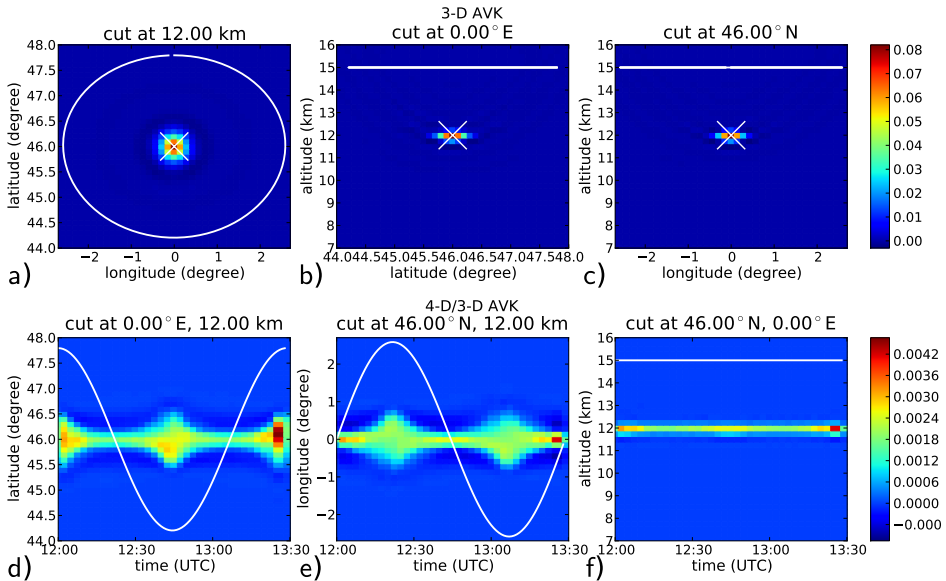 3-D AVK
cut at 12.00 km
cut at 0.00°E
cut at 46.00°N
48.0
47.5
47.0
46.5
46.0
45.5
45.0
44.5
44.0
latitude (degree)
−2 −1 0 1 2
longitude (degree)
a)
16
15
14
13
12
11
10
9
8
7
altitude (km)
44.044.545.045.546.046.547.047.548.0
latitude (degree)
b)
16
15
14
13
12
11
10
9
8
7
altitude (km)
−2 −1 0 1 2
longitude (degree)
c)
0.08
0.07
0.06
0.05
0.04
0.03
0.02
0.01
0.00
4-D/3-D AVK
cut at 0.00°E, 12.00 km
cut at 46.00°N, 12.00 km
cut at 46.00°N, 0.00°E
48.0
47.5
47.0
46.5
46.0
45.5
45.0
44.5
44.0
latitude (degree)
12:00 12:30 13:00 13:30
time (UTC)
d)
2
1
0
−1
−2
longitude (degree)
12:00 12:30 13:00 13:30
time (UTC)
e)
16
15
14
13
12
11
10
9
8
7
altitude (km)
12:00 12:30 13:00 13:30
time (UTC)
f)
0.0042
0.0036
0.0030
0.0024
0.0018
0.0012
0.0006
0.0000
−0.000